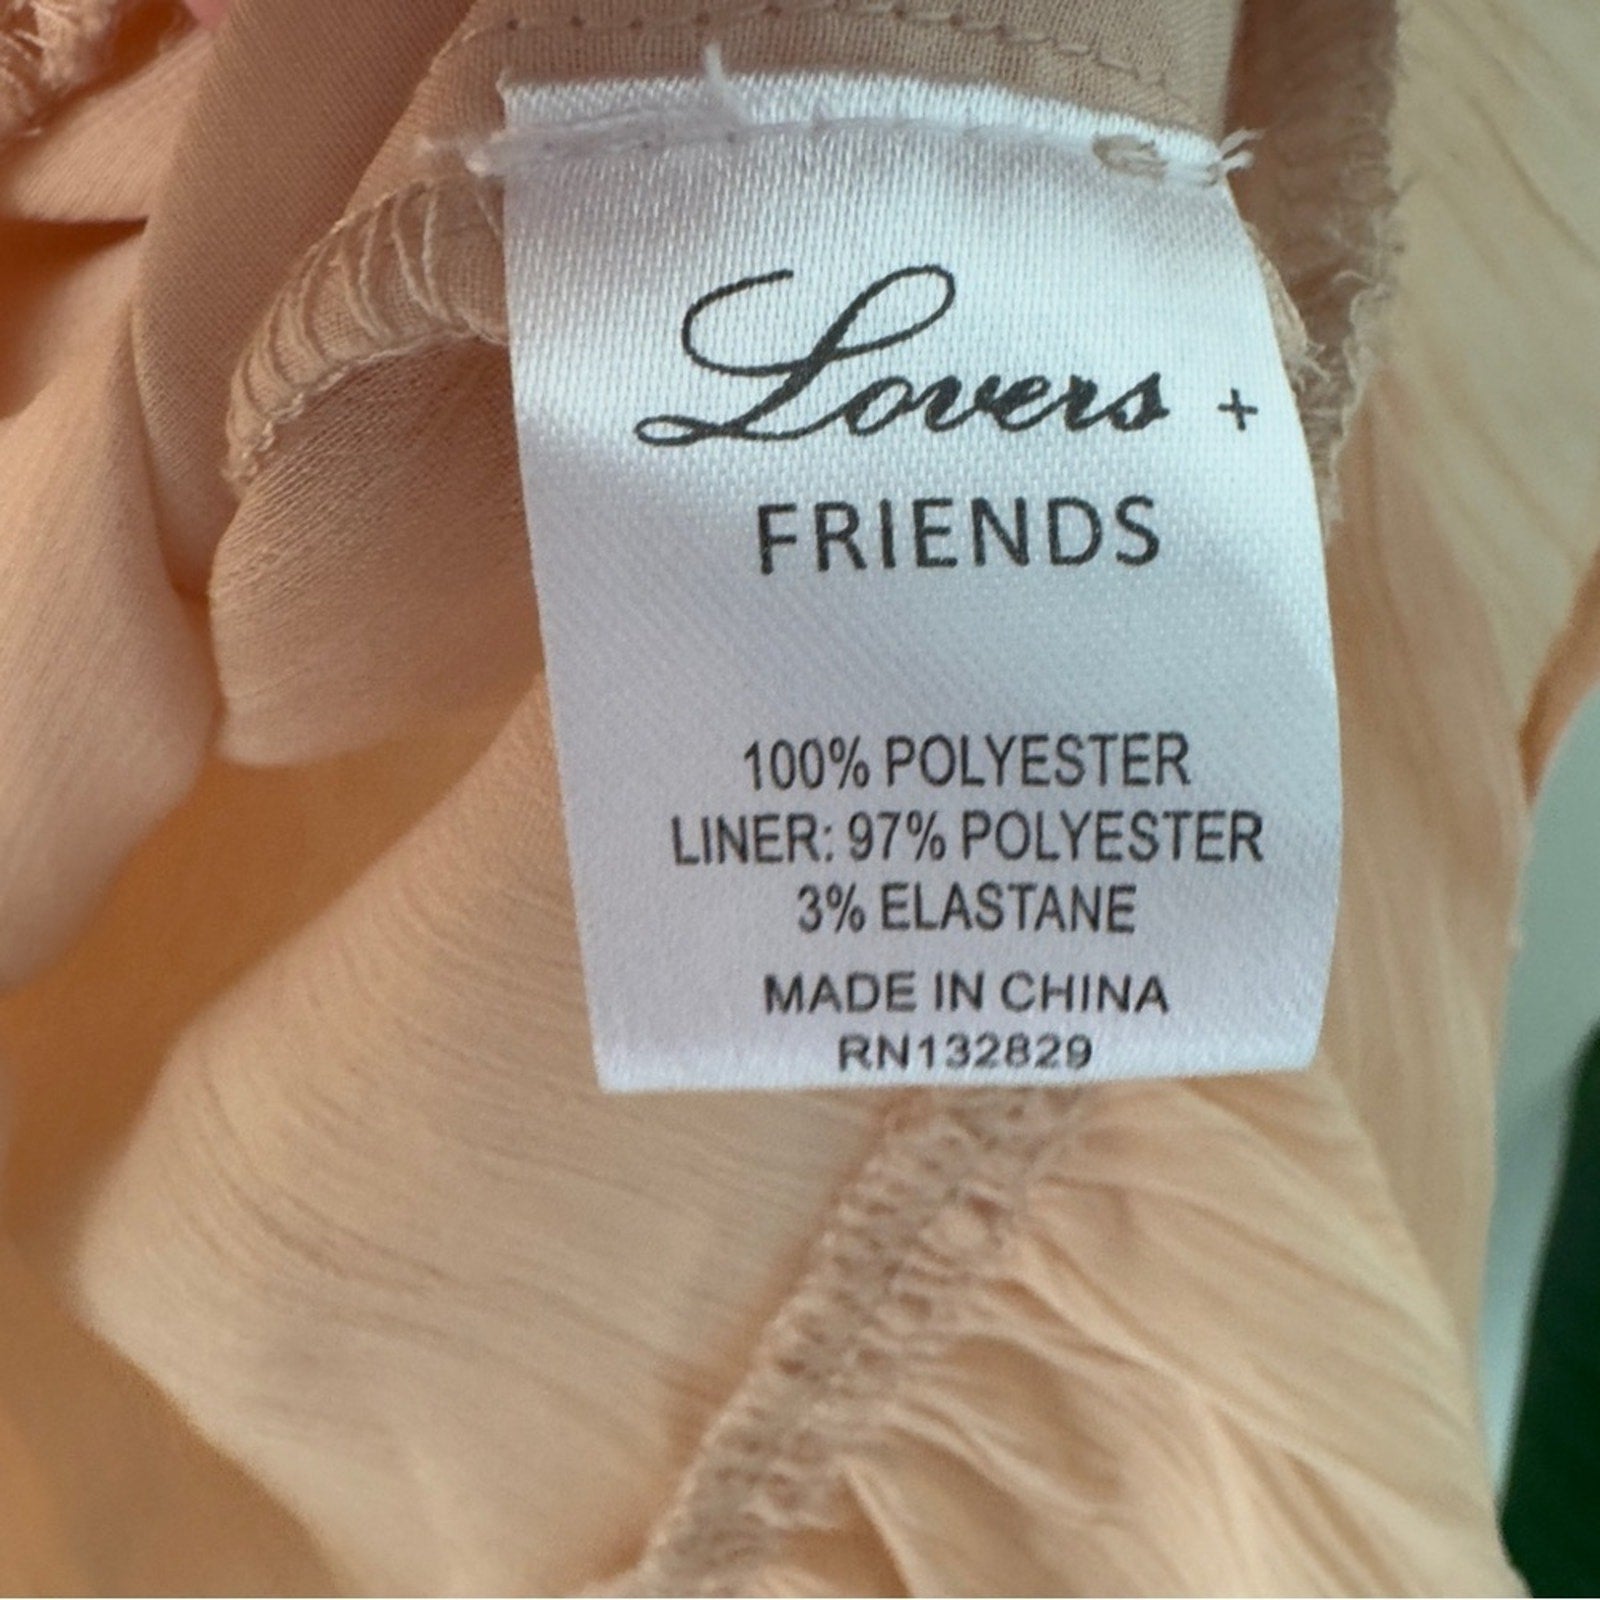 Lovers +
FRIENDS
100% POLYESTER
LINER: 97% POLYESTER
3% ELASTANE
MADE IN CHINA
RN132829